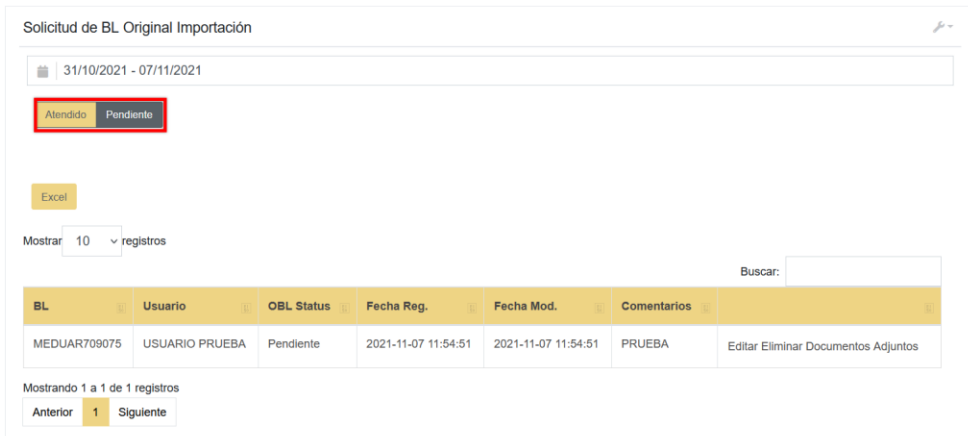 Solicitud de BL Original Importación
31/10/2021 - 07/11/2021
Atendido Pendiente
Excel
Mostrar 10 registros
Buscar:
BL Usuario OBL Status Fecha Reg. Fecha Mod. Comentarios
MEDUAR709075 USUARIO PRUEBA Pendiente 2021-11-07 11:54:51 2021-11-07 11:54:51 PRUEBA Editar Eliminar Documentos Adjuntos
Mostrando 1 a 1 de 1 registros
Anterior 1 Siguiente